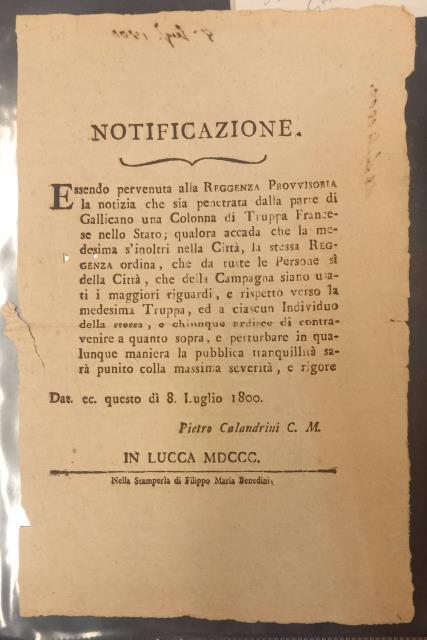 NOTIFICAZIONE.
Essendo pervenuta alla REGGENZA PROVVISORIA
la notizia che sia penetrata dalla parte di
Gallicano una Colonna di Truppa France-
se nello Stato; qualora accada che la me-
desima s'inoltri nella Città, la stessa REG-
GENZA ordina, che da tutte le Persone sì
della Città, che della Campagna siano usa-
ti i maggiori riguardi, e rispetto verso la
medesima Truppa, ed a ciascun Individuo
della stessa, e chiunque ardisce di contra-
venire a quanto sopra, e perturbare in qua-
lunque maniera la pubblica tranquillità sa-
rà punito colla massima severità, e rigore
Dat. ec. questo dì 8. Luglio 1800.
Pietro Calandrini C. M.
IN LUCCA MDCCC.
Nella Stamperìa di Filippo Maria Benedini,